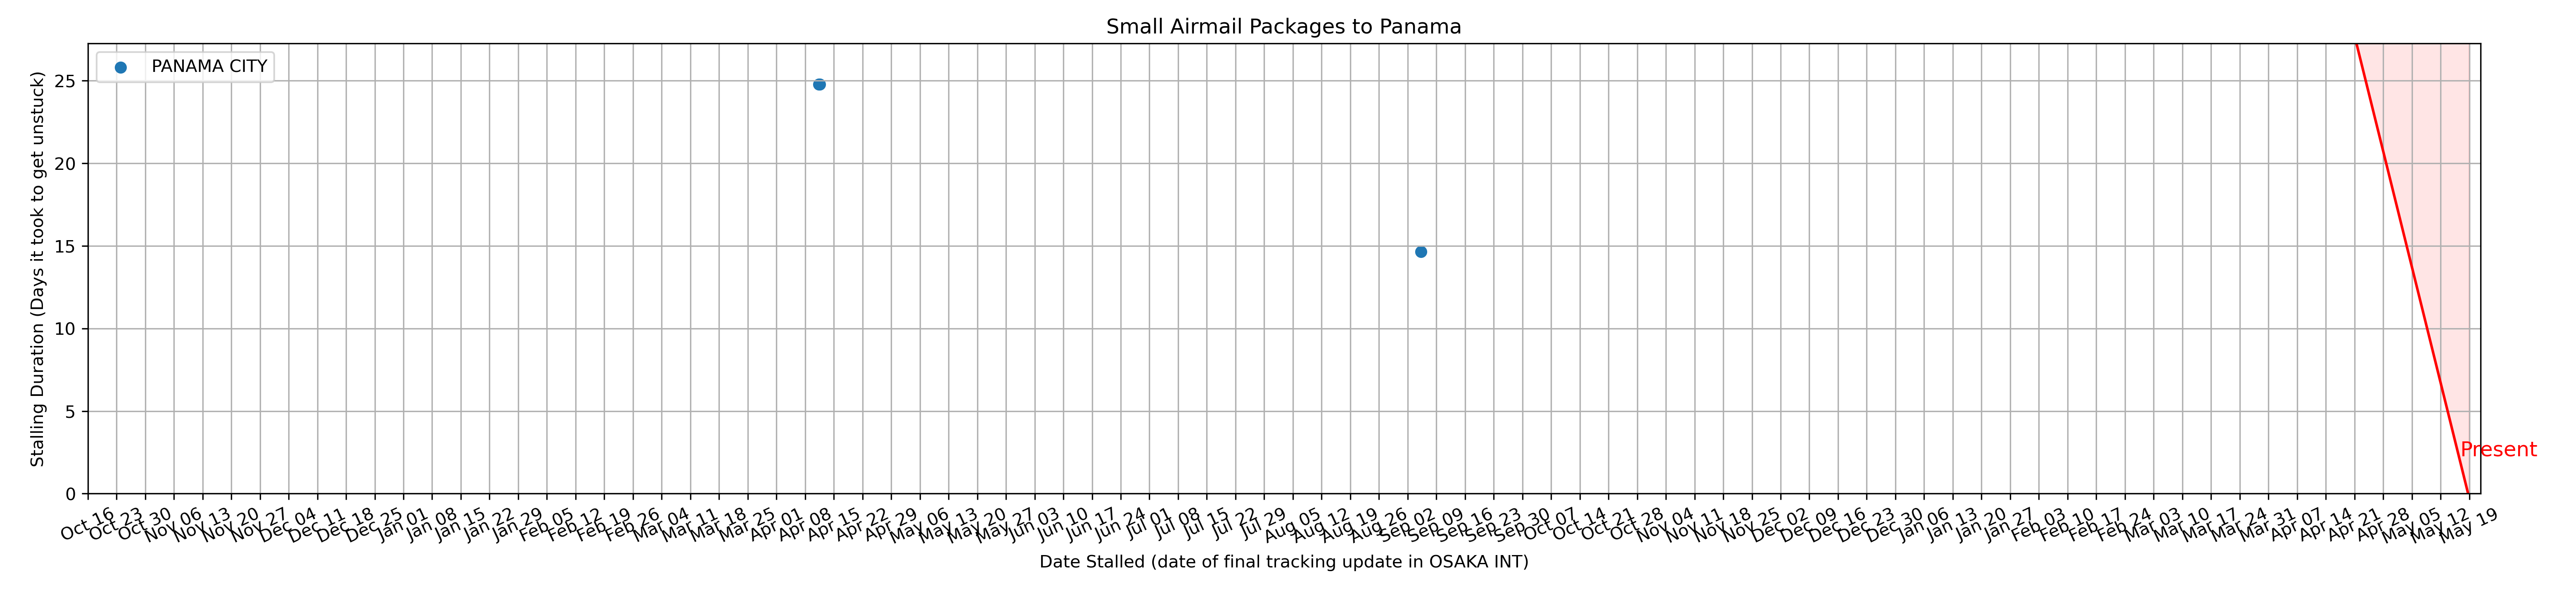 Small Airmail Packages to Panama
PANAMA CITY
Stalling Duration (Days it took to get unstuck)
25
20
15
10
5
0
Present
Oct 16 Oct 23 Oct 30 Nov 06 Nov 13 Nov 20 Nov 27 Dec 04 Dec 11 Dec 18 Dec 25 Jan 01 Jan 08 Jan 15 Jan 22 Jan 29 Feb 05 Feb 12 Feb 19 Feb 26 Mar 04 Mar 11 Mar 18 Mar 25 Apr 01 Apr 08 Apr 15 Apr 22 Apr 29 May 06 May 13 May 20 May 27 Jun 03 Jun 10 Jun 17 Jun 24 Jul 01 Jul 08 Jul 15 Jul 22 Jul 29 Aug 05 Aug 12 Aug 19 Aug 26 Sep 02 Sep 09 Sep 16 Sep 23 Sep 30 Oct 07 Oct 14 Oct 21 Oct 28 Nov 04 Nov 11 Nov 18 Nov 25 Dec 02 Dec 09 Dec 16 Dec 23 Dec 30 Jan 06 Jan 13 Jan 20 Jan 27 Feb 03 Feb 10 Feb 17 Feb 24 Mar 03 Mar 10 Mar 17 Mar 24 Mar 31 Apr 07 Apr 14 Apr 21 Apr 28 May 05 May 12 May 19
Date Stalled (date of final tracking update in OSAKA INT)